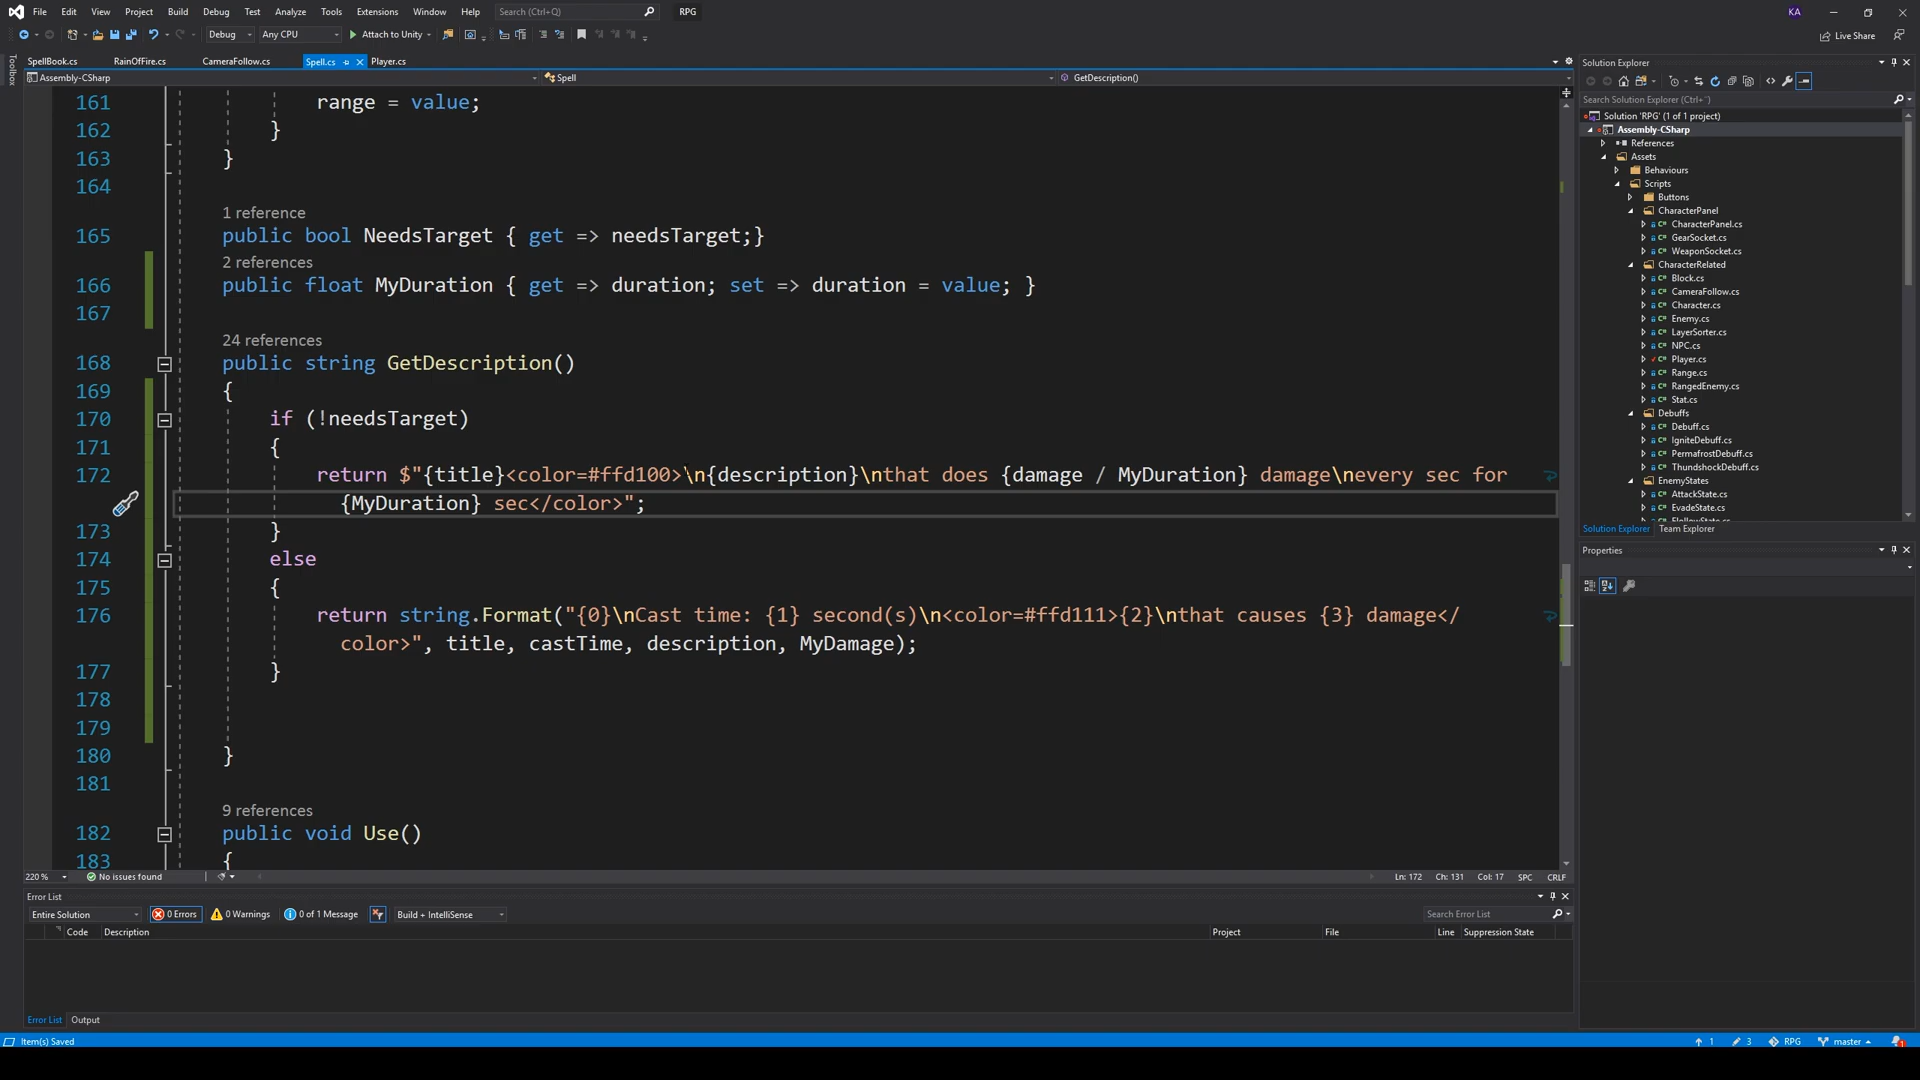 File Edit View Project Build Debug Test Analyze Tools Extensions Window Help Search (Ctrl+Q) RPG KA
Debug Any CPU Attach to Unity Live Share
SpellBook.cs RainOfFire.cs CameraFollow.cs Spell.cs Player.cs
Toolbox
Assembly-CSharp Spell GetDescription()
161 range = value;
162 }
163 }
164
1 reference
165 public bool NeedsTarget { get => needsTarget;}
2 references
166 public float MyDuration { get => duration; set => duration = value; }
167
24 references
168 public string GetDescription()
169 {
170 if (!needsTarget)
171 {
172 return $"{title}<color=#ffd100>\n{description}\nthat does {damage / MyDuration} damage\nevery sec for
{MyDuration} sec</color>";
173 }
174 else
175 {
176 return string.Format("{0}\nCast time: {1} second(s)\n<color=#ffd111>{2}\nthat causes {3} damage</
color>", title, castTime, description, MyDamage);
177 }
178
179
180 }
181
9 references
182 public void Use()
183 {
220 % No issues found Ln: 172 Ch: 131 Col: 17 SPC CRLF
Error List
Entire Solution 0 Errors 0 Warnings 0 of 1 Message Build + IntelliSense Search Error List
Code Description Project File Line Suppression State
Error List Output
Item(s) Saved 1 3 RPG master
Solution Explorer
Search Solution Explorer (Ctrl+¨)
Solution 'RPG' (1 of 1 project)
Assembly-CSharp
References
Assets
Behaviours
Scripts
Buttons
CharacterPanel
CharacterPanel.cs
GearSocket.cs
WeaponSocket.cs
CharacterRelated
Block.cs
CameraFollow.cs
Character.cs
Enemy.cs
LayerSorter.cs
NPC.cs
Player.cs
Range.cs
RangedEnemy.cs
Stat.cs
Debuffs
Debuff.cs
IgniteDebuff.cs
PermafrostDebuff.cs
ThundshockDebuff.cs
EnemyStates
AttackState.cs
EvadeState.cs
Solution Explorer Team Explorer
Properties